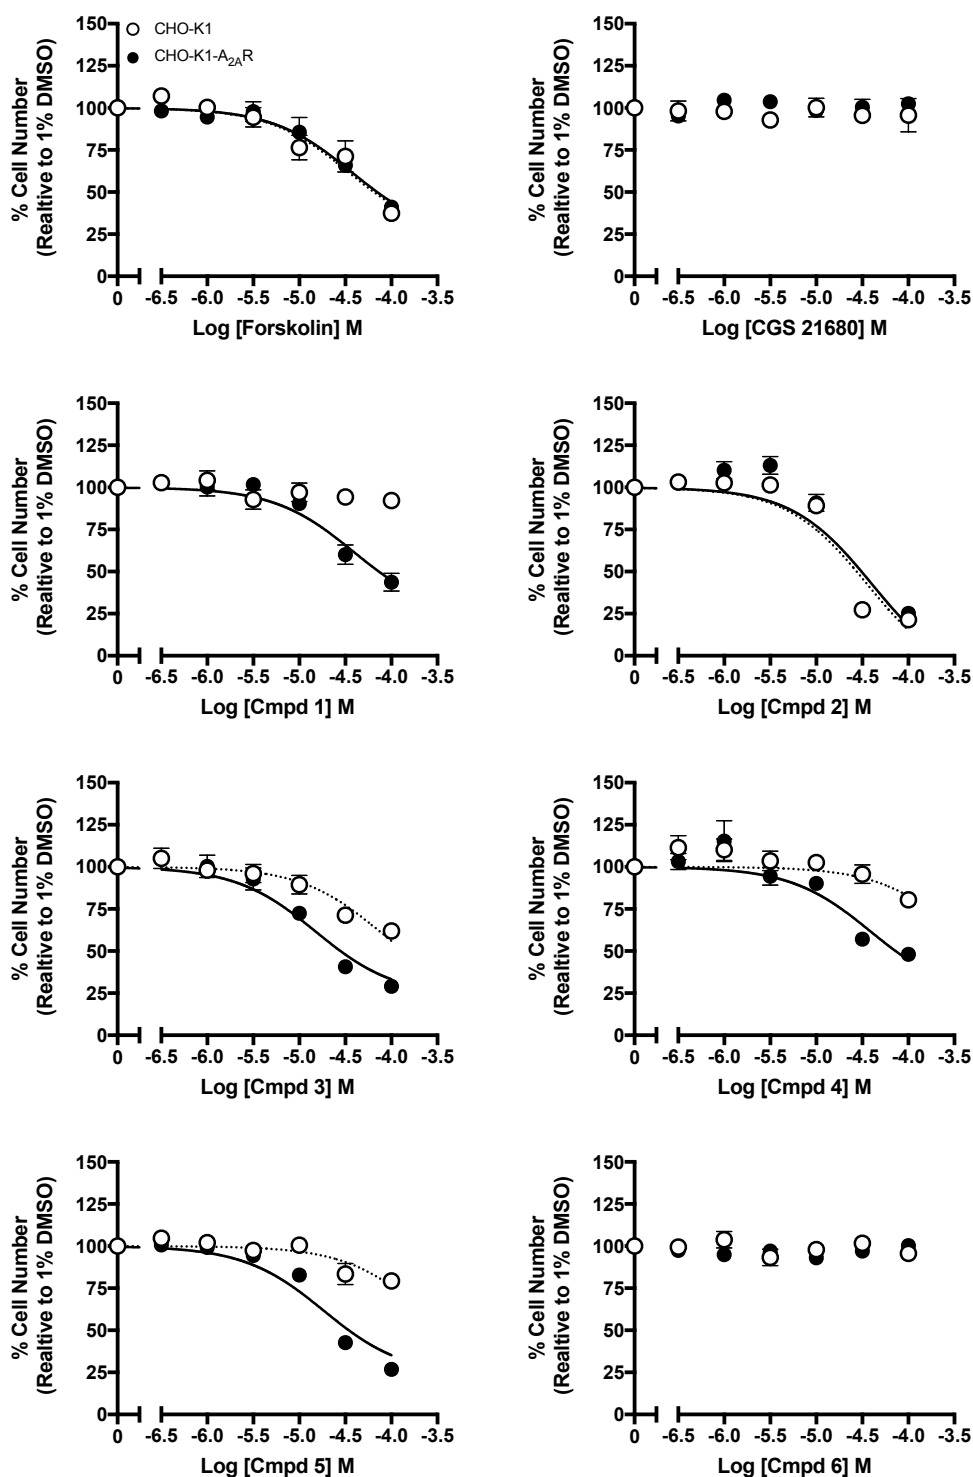 150
125
100
75
50
25
0
% Cell Number
(Realtive to 1% DMSO)
CHO-K1
CHO-K1-A2AR
0 -6.5 -6.0 -5.5 -5.0 -4.5 -4.0 -3.5
Log [Forskolin] M
150
125
100
75
50
25
0
% Cell Number
(Realtive to 1% DMSO)
0 -6.5 -6.0 -5.5 -5.0 -4.5 -4.0 -3.5
Log [CGS 21680] M
150
125
100
75
50
25
0
% Cell Number
(Realtive to 1% DMSO)
0 -6.5 -6.0 -5.5 -5.0 -4.5 -4.0 -3.5
Log [Cmpd 1] M
150
125
100
75
50
25
0
% Cell Number
(Realtive to 1% DMSO)
0 -6.5 -6.0 -5.5 -5.0 -4.5 -4.0 -3.5
Log [Cmpd 2] M
150
125
100
75
50
25
0
% Cell Number
(Realtive to 1% DMSO)
0 -6.5 -6.0 -5.5 -5.0 -4.5 -4.0 -3.5
Log [Cmpd 3] M
150
125
100
75
50
25
0
% Cell Number
(Realtive to 1% DMSO)
0 -6.5 -6.0 -5.5 -5.0 -4.5 -4.0 -3.5
Log [Cmpd 4] M
150
125
100
75
50
25
0
% Cell Number
(Realtive to 1% DMSO)
0 -6.5 -6.0 -5.5 -5.0 -4.5 -4.0 -3.5
Log [Cmpd 5] M
150
125
100
75
50
25
0
% Cell Number
(Realtive to 1% DMSO)
0 -6.5 -6.0 -5.5 -5.0 -4.5 -4.0 -3.5
Log [Cmpd 6] M